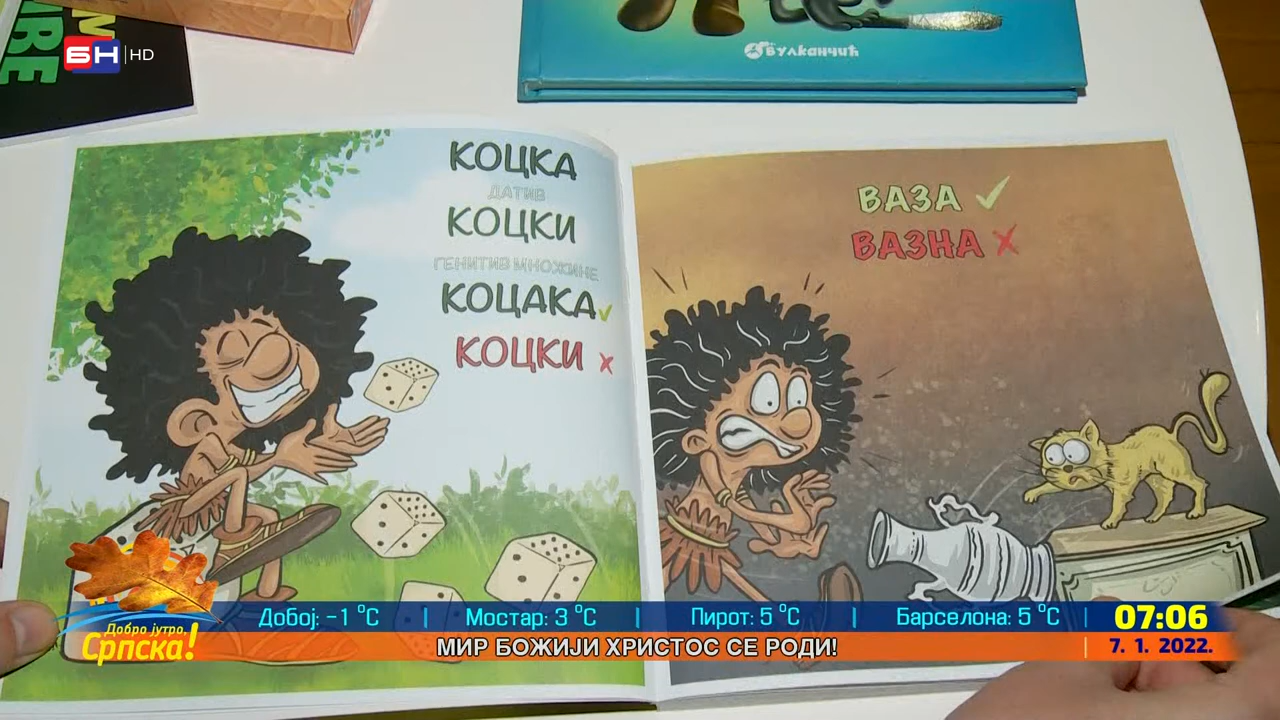 БН HD
Вулканчић
КОЦКА
ДАТИВ
КОЦКИ
ГЕНИТИВ МНОЖИНЕ
КОЦАКА
КОЦКИ
ВАЗА
ВАЗНА
Добој: -1 °C | Мостар: 3 °C | Пирот: 5 °C | Барселона: 5 °C | 07:06
Добро јутро,
Српска!
МИР БОЖИЈИ ХРИСТОС СЕ РОДИ! 7. 1. 2022.